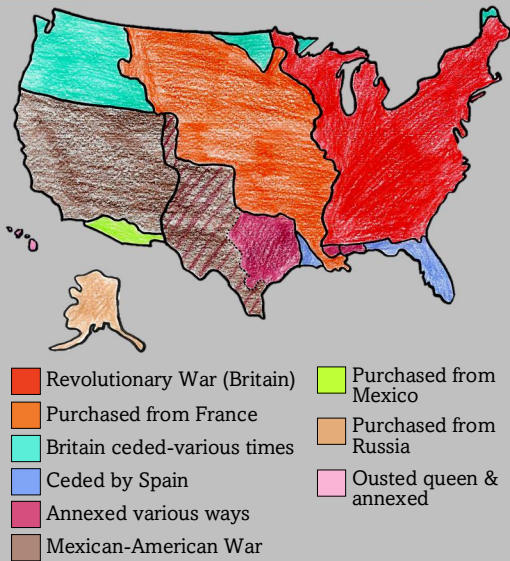 Revolutionary War (Britain)
Purchased from France
Britain ceded-various times
Ceded by Spain
Annexed various ways
Mexican-American War
Purchased from
Mexico
Purchased from
Russia
Ousted queen &
annexed